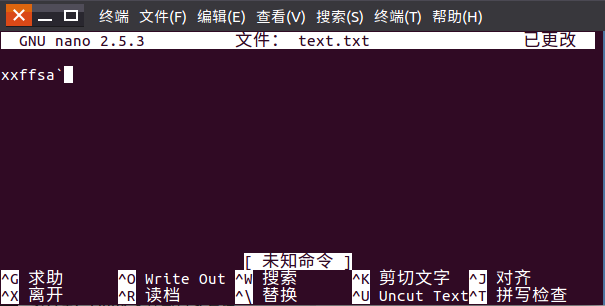 终端 文件(F) 编辑(E) 查看(V) 搜索(S) 终端(T) 帮助(H)
GNU nano 2.5.3 文件: text.txt 已更改
xxffsa`
[ 未知命令 ]
^G 求助 ^O Write Out ^W 搜索 ^K 剪切文字 ^J 对齐
^X 离开 ^R 读档 ^\ 替换 ^U Uncut Text ^T 拼写检查